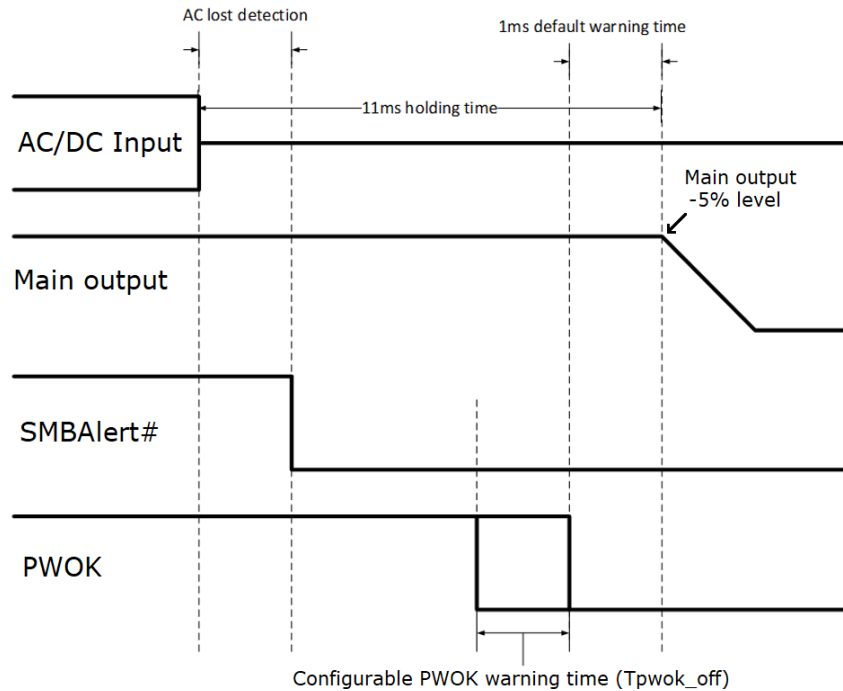 AC lost detection
1ms default warning time
11ms holding time
AC/DC Input
Main output
-5% level
Main output
SMBAlert#
PWOK
Configurable PWOK warning time (Tpwok_off)